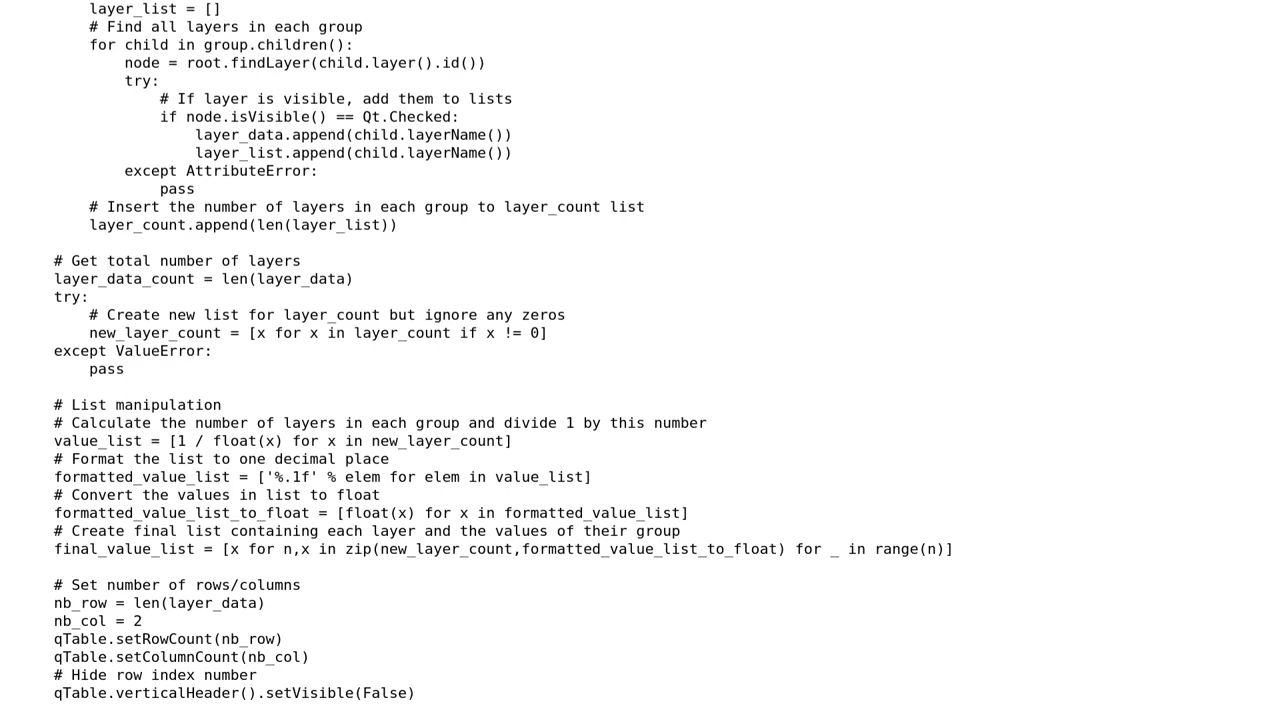 layer_list = []
    # Find all layers in each group
    for child in group.children():
        node = root.findLayer(child.layer().id())
        try:
            # If layer is visible, add them to lists
            if node.isVisible() == Qt.Checked:
                layer_data.append(child.layerName())
                layer_list.append(child.layerName())
        except AttributeError:
            pass
    # Insert the number of layers in each group to layer_count list
    layer_count.append(len(layer_list))

# Get total number of layers
layer_data_count = len(layer_data)
try:
    # Create new list for layer_count but ignore any zeros
    new_layer_count = [x for x in layer_count if x != 0]
except ValueError:
    pass

# List manipulation
# Calculate the number of layers in each group and divide 1 by this number
value_list = [1 / float(x) for x in new_layer_count]
# Format the list to one decimal place
formatted_value_list = ['%.1f' % elem for elem in value_list]
# Convert the values in list to float
formatted_value_list_to_float = [float(x) for x in formatted_value_list]
# Create final list containing each layer and the values of their group
final_value_list = [x for n,x in zip(new_layer_count,formatted_value_list_to_float) for _ in range(n)]

# Set number of rows/columns
nb_row = len(layer_data)
nb_col = 2
qTable.setRowCount(nb_row)
qTable.setColumnCount(nb_col)
# Hide row index number
qTable.verticalHeader().setVisible(False)